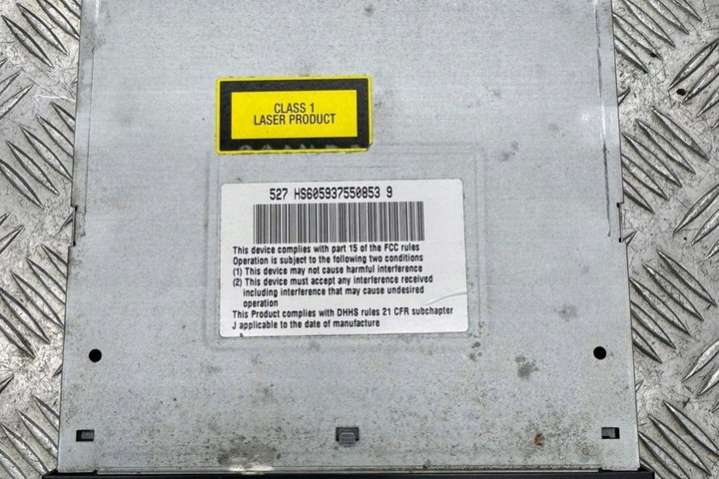 CLASS 1
LASER PRODUCT
527 HS605937550853 9
This device complies with part 15 of the FCC rules
Operation is subject to the following two conditions
(1) This device may not cause harmful interference
(2) This device must accept any interference received
including interference that may cause undesired
operation
This Product complies with DHHS rules 21 CFR subchapter
J applicable to the date of manufacture